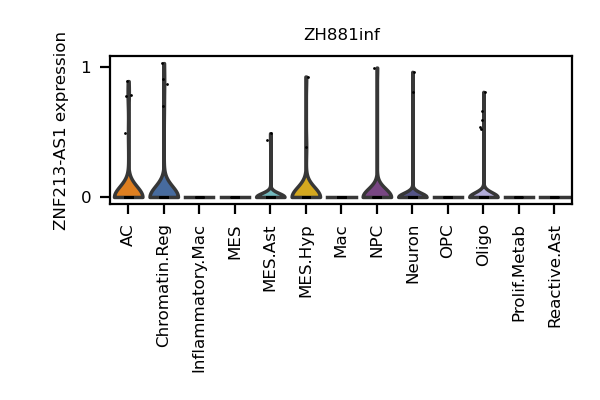 ZH881inf
ZNF213-AS1 expression
1
0
AC
Chromatin.Reg
Inflammatory.Mac
MES
MES.Ast
MES.Hyp
Mac
NPC
Neuron
OPC
Oligo
Prolif.Metab
Reactive.Ast